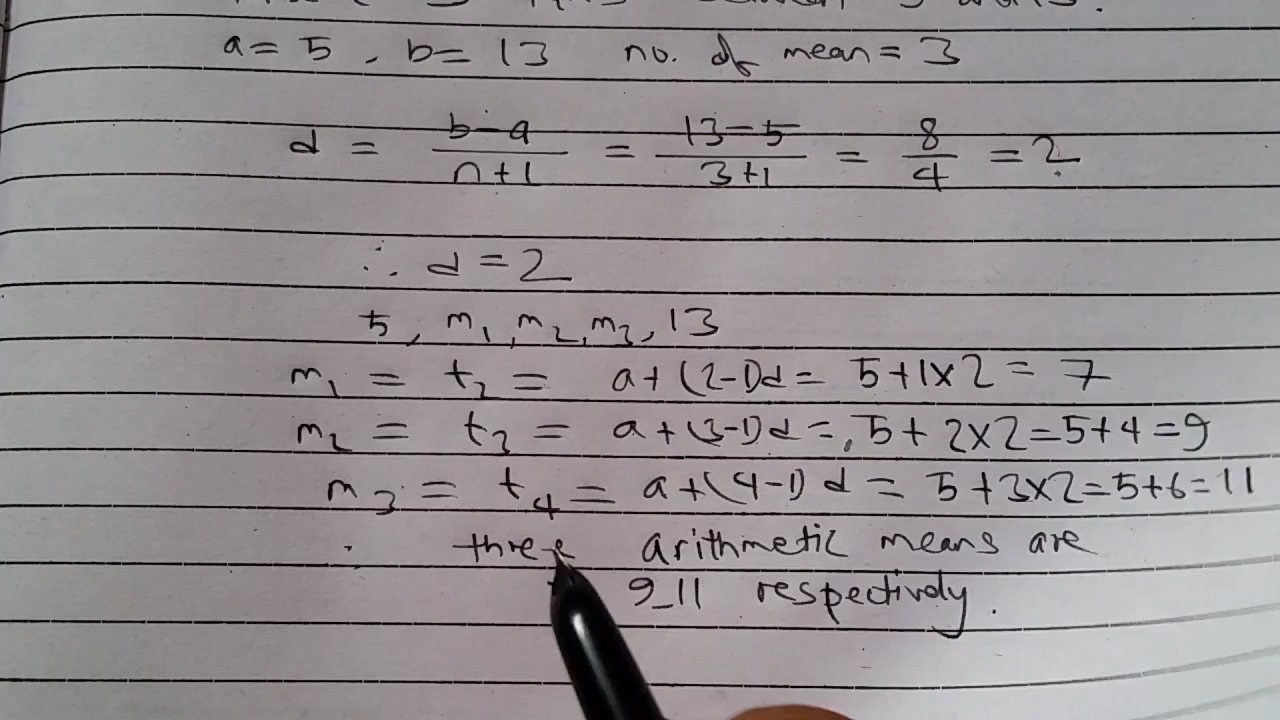 a = 5 , b = 13 no. of mean = 3
d = b-a/n+1 = 13-5/3+1 = 8/4 = 2
∴ d = 2
5, m₁, m₂, m₃, 13
m₁ = t₂ = a+(2-1)d = 5+1×2 = 7
m₂ = t₃ = a+(3-1)d = 5+2×2=5+4=9
m₃ = t₄ = a+(4-1)d = 5+3×2=5+6=11
three arithmetic means are
9,11 respectively.